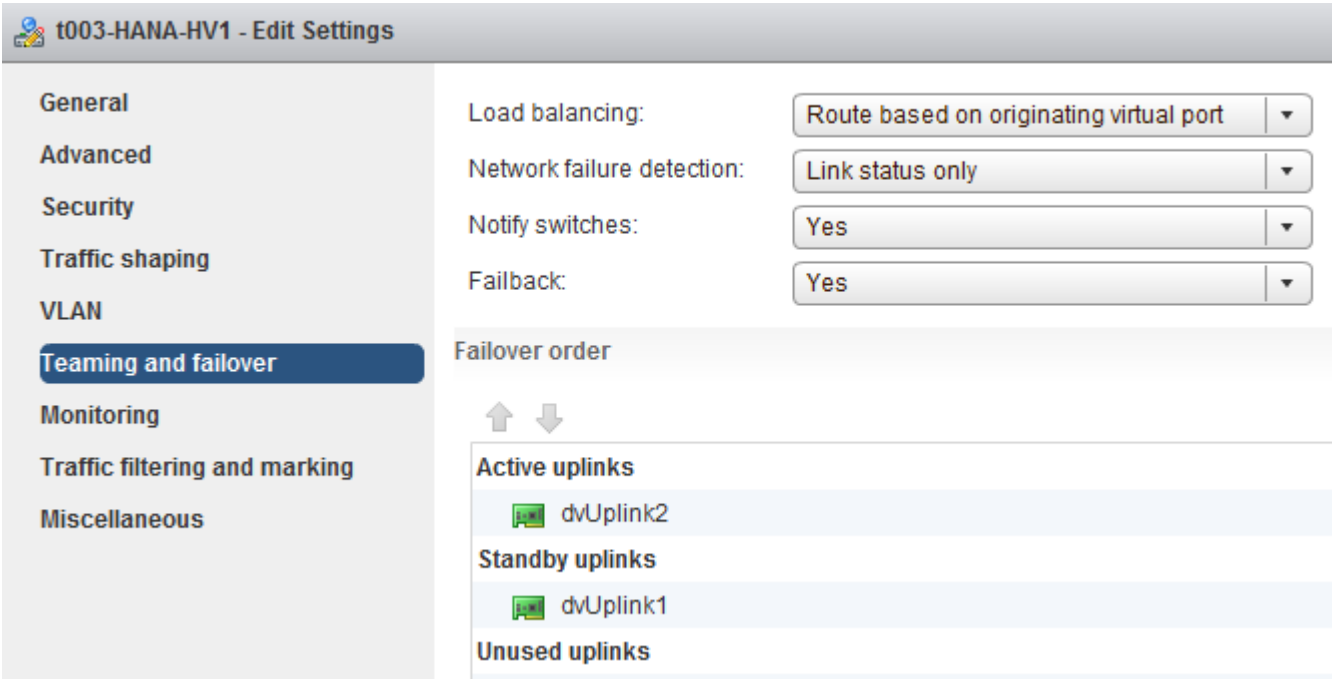 t003-HANA-HV1 - Edit Settings
General
Advanced
Security
Traffic shaping
VLAN
Teaming and failover
Monitoring
Traffic filtering and marking
Miscellaneous
Load balancing: Route based on originating virtual port
Network failure detection: Link status only
Notify switches: Yes
Failback: Yes
Failover order
Active uplinks
dvUplink2
Standby uplinks
dvUplink1
Unused uplinks